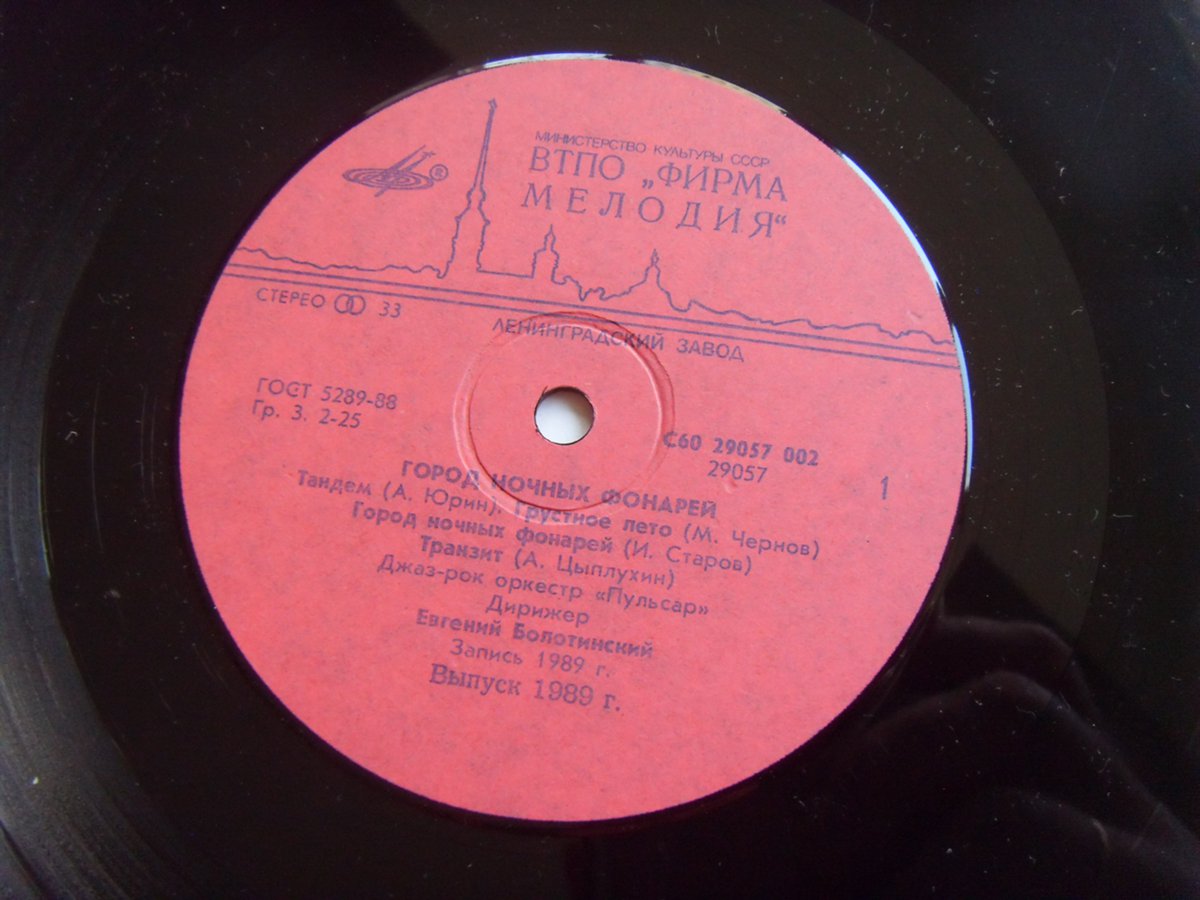 МИНИСТЕРСТВО КУЛЬТУРЫ СССР
ВТПО „ФИРМА
МЕЛОДИЯ“
®
СТЕРЕО 33
ЛЕНИНГРАДСКИЙ ЗАВОД
ГОСТ 5289-88
Гр. 3. 2-25
С60 29057 002
29057
1
ГОРОД НОЧНЫХ ФОНАРЕЙ
Тандем (А. Юрин). Грустное лето (М. Чернов)
Город ночных фонарей (И. Старов)
Транзит (А. Цыплухин)
Джаз-рок оркестр «Пульсар»
Дирижер
Евгений Болотинский
Запись 1989 г.
Выпуск 1989 г.